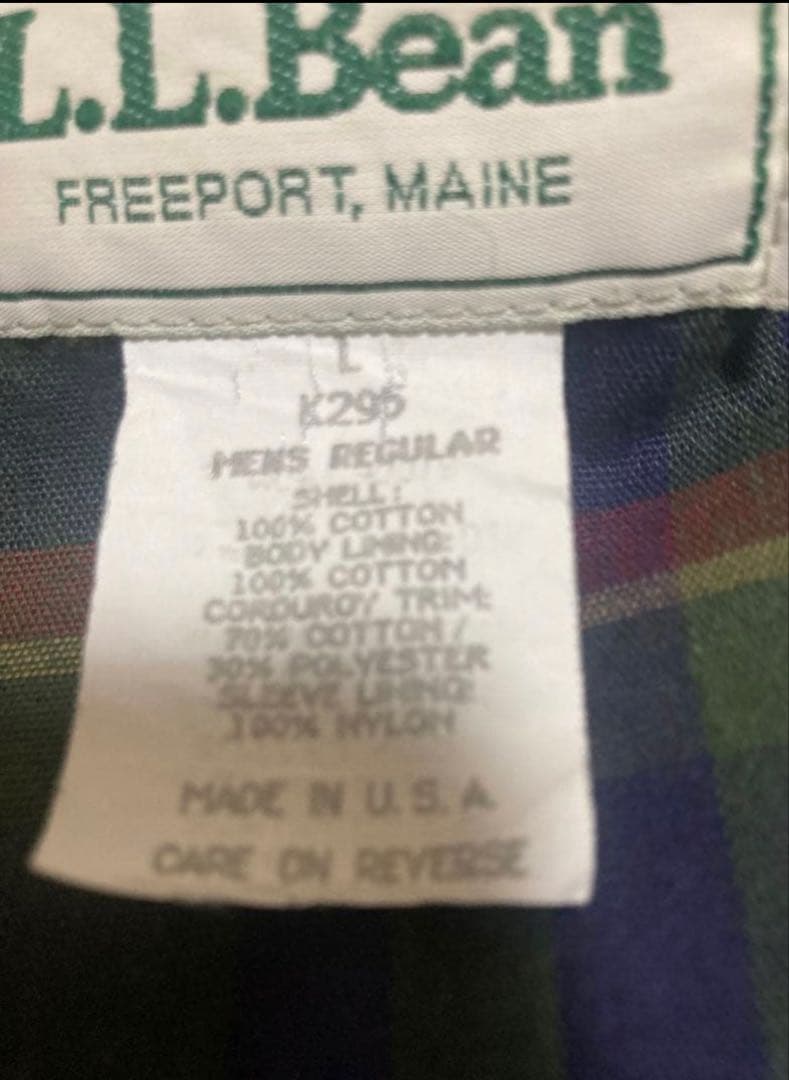 L.L.Bean
FREEPORT, MAINE
L
K295
MENS REGULAR
SHELL:
100% COTTON
BODY LINING:
100% COTTON
CORDUROY TRIM:
70% COTTON/
30% POLYESTER
SLEEVE LINING:
100% NYLON
MADE IN U.S.A.
CARE ON REVERSE